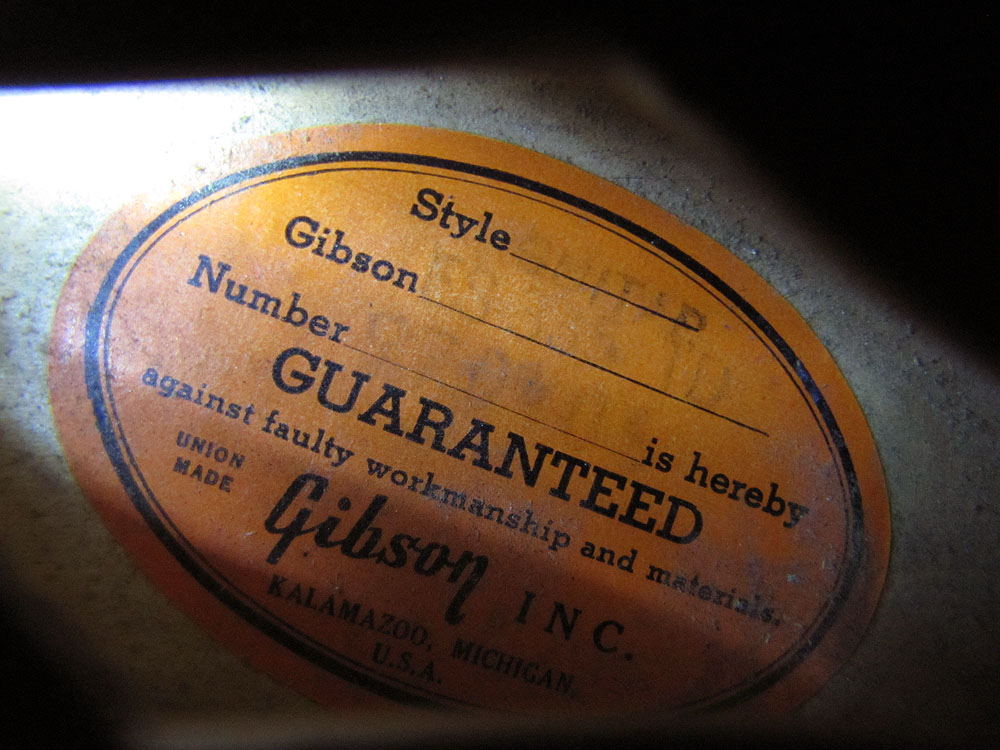 Style
Gibson
Number
is hereby
GUARANTEED
against faulty workmanship and materials.
UNION
MADE
Gibson INC.
KALAMAZOO, MICHIGAN,
U.S.A.